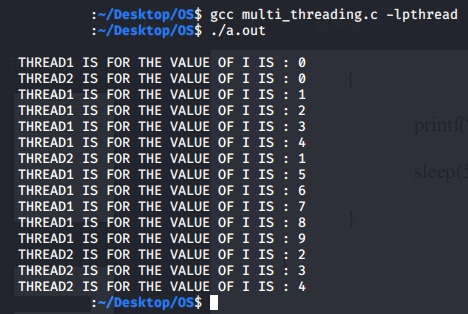 :~/Desktop/OS$ gcc multi_threading.c -lpthread
:~/Desktop/OS$ ./a.out
THREAD1 IS FOR THE VALUE OF I IS : 0
THREAD2 IS FOR THE VALUE OF I IS : 0
THREAD1 IS FOR THE VALUE OF I IS : 1
THREAD1 IS FOR THE VALUE OF I IS : 2
THREAD1 IS FOR THE VALUE OF I IS : 3
THREAD1 IS FOR THE VALUE OF I IS : 4
THREAD2 IS FOR THE VALUE OF I IS : 1
THREAD1 IS FOR THE VALUE OF I IS : 5
THREAD1 IS FOR THE VALUE OF I IS : 6
THREAD1 IS FOR THE VALUE OF I IS : 7
THREAD1 IS FOR THE VALUE OF I IS : 8
THREAD1 IS FOR THE VALUE OF I IS : 9
THREAD2 IS FOR THE VALUE OF I IS : 2
THREAD2 IS FOR THE VALUE OF I IS : 3
THREAD2 IS FOR THE VALUE OF I IS : 4
:~/Desktop/OS$
{
printf(
sleep(
}